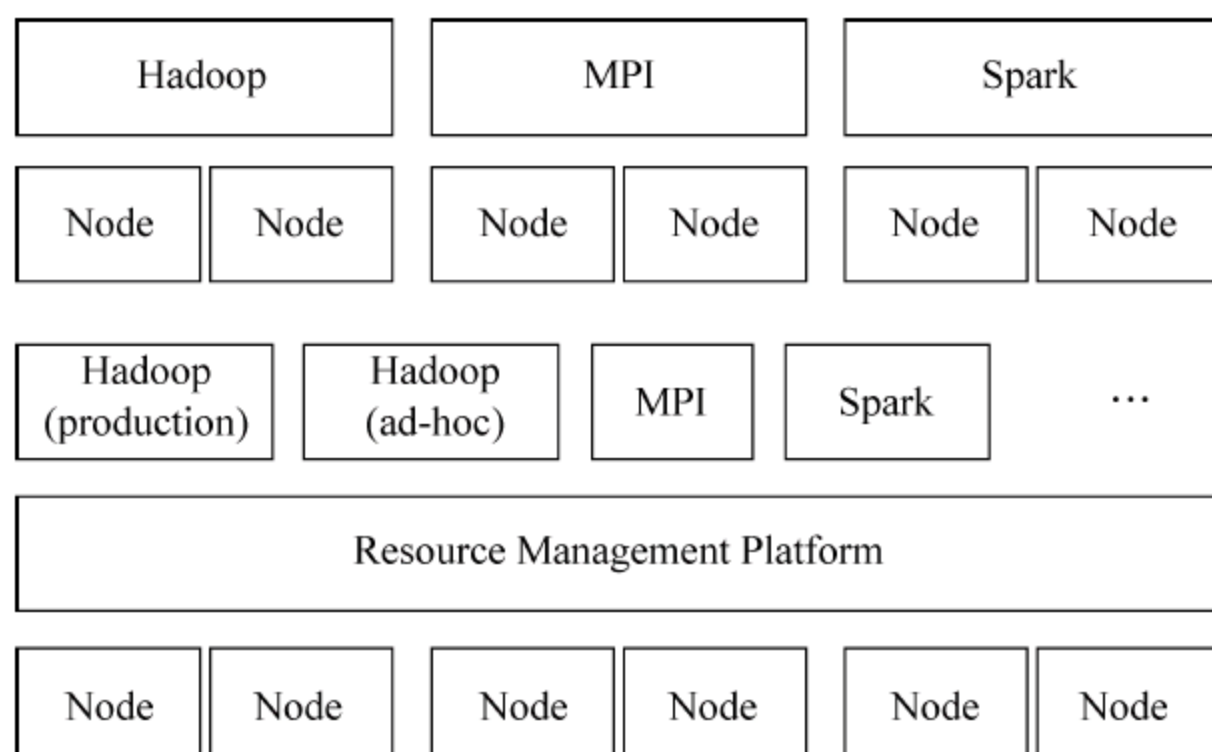 Hadoop MPI Spark
Node Node Node Node Node Node
Hadoop Hadoop
(production) (ad-hoc) MPI Spark ...
Resource Management Platform
Node Node Node Node Node Node